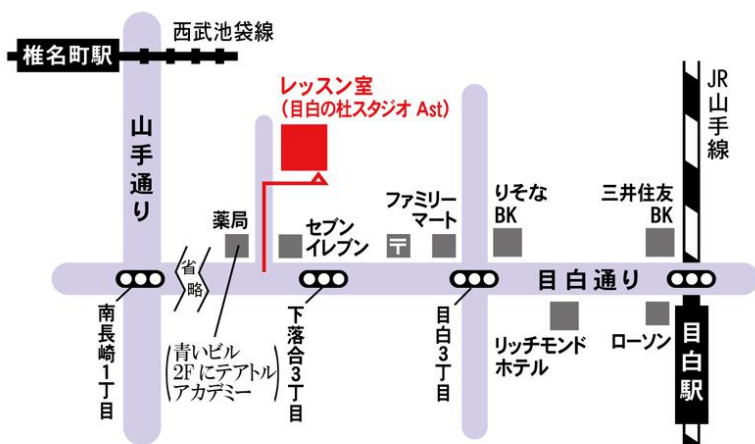 西武池袋線
椎名町駅
山手通り
レッスン室
(目白の杜スタジオ Ast)
JR山手線
薬局
セブン
イレブン
〒
ファミリー
マート
りそな
BK
三井住友
BK
省略
目白通り
南長崎1丁目
(青いビル
2Fにテアトル
アカデミー)
下落合3丁目
目白3丁目
リッチモンド
ホテル
ローソン
目白駅